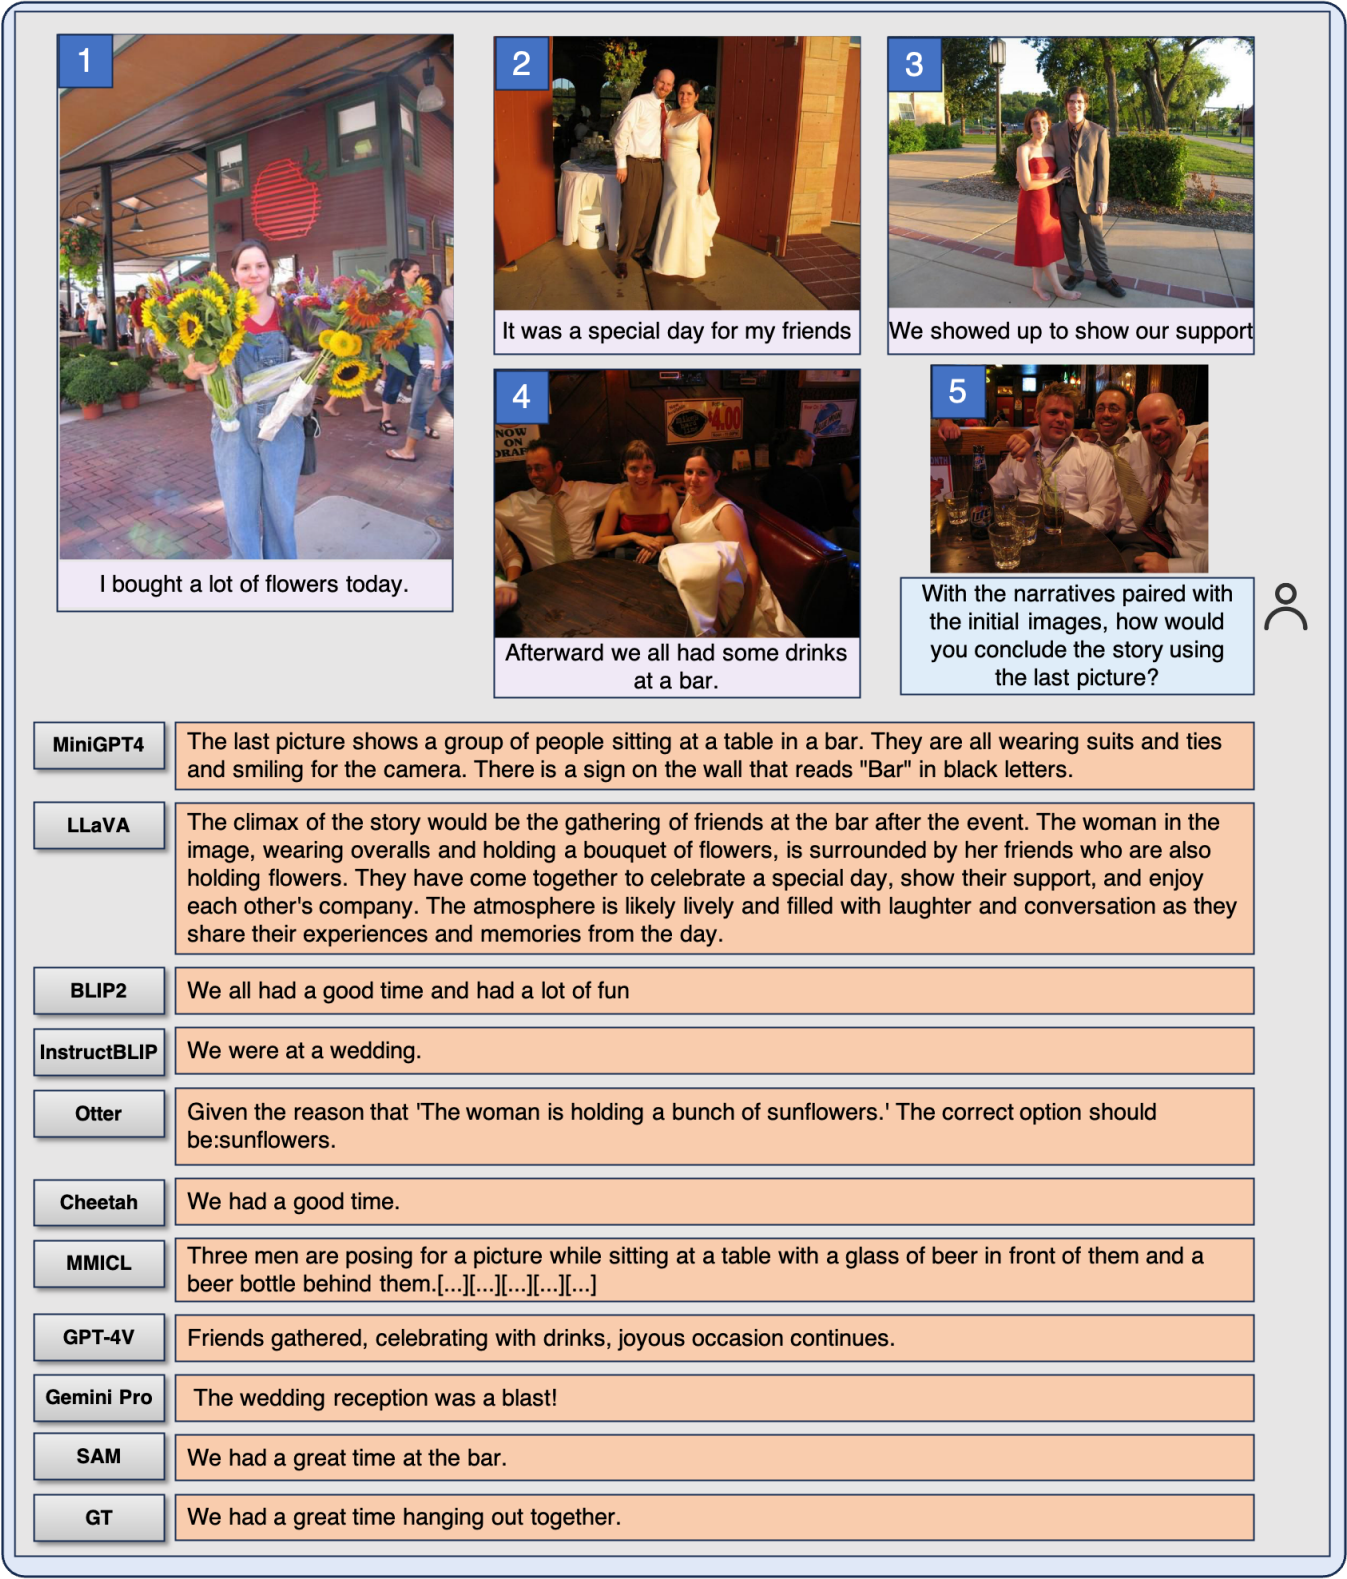 1
2
3
It was a special day for my friends
We showed up to show our support
4
NOW
ON
$4.00
5
I bought a lot of flowers today.
Afterward we all had some drinks
at a bar.
With the narratives paired with
the initial images, how would
you conclude the story using
the last picture?
MiniGPT4
The last picture shows a group of people sitting at a table in a bar. They are all wearing suits and ties
and smiling for the camera. There is a sign on the wall that reads "Bar" in black letters.
LLaVA
The climax of the story would be the gathering of friends at the bar after the event. The woman in the
image, wearing overalls and holding a bouquet of flowers, is surrounded by her friends who are also
holding flowers. They have come together to celebrate a special day, show their support, and enjoy
each other's company. The atmosphere is likely lively and filled with laughter and conversation as they
share their experiences and memories from the day.
BLIP2
We all had a good time and had a lot of fun
InstructBLIP
We were at a wedding.
Otter
Given the reason that 'The woman is holding a bunch of sunflowers.' The correct option should
be:sunflowers.
Cheetah
We had a good time.
MMICL
Three men are posing for a picture while sitting at a table with a glass of beer in front of them and a
beer bottle behind them.[...][...][...][...][...]
GPT-4V
Friends gathered, celebrating with drinks, joyous occasion continues.
Gemini Pro
The wedding reception was a blast!
SAM
We had a great time at the bar.
GT
We had a great time hanging out together.